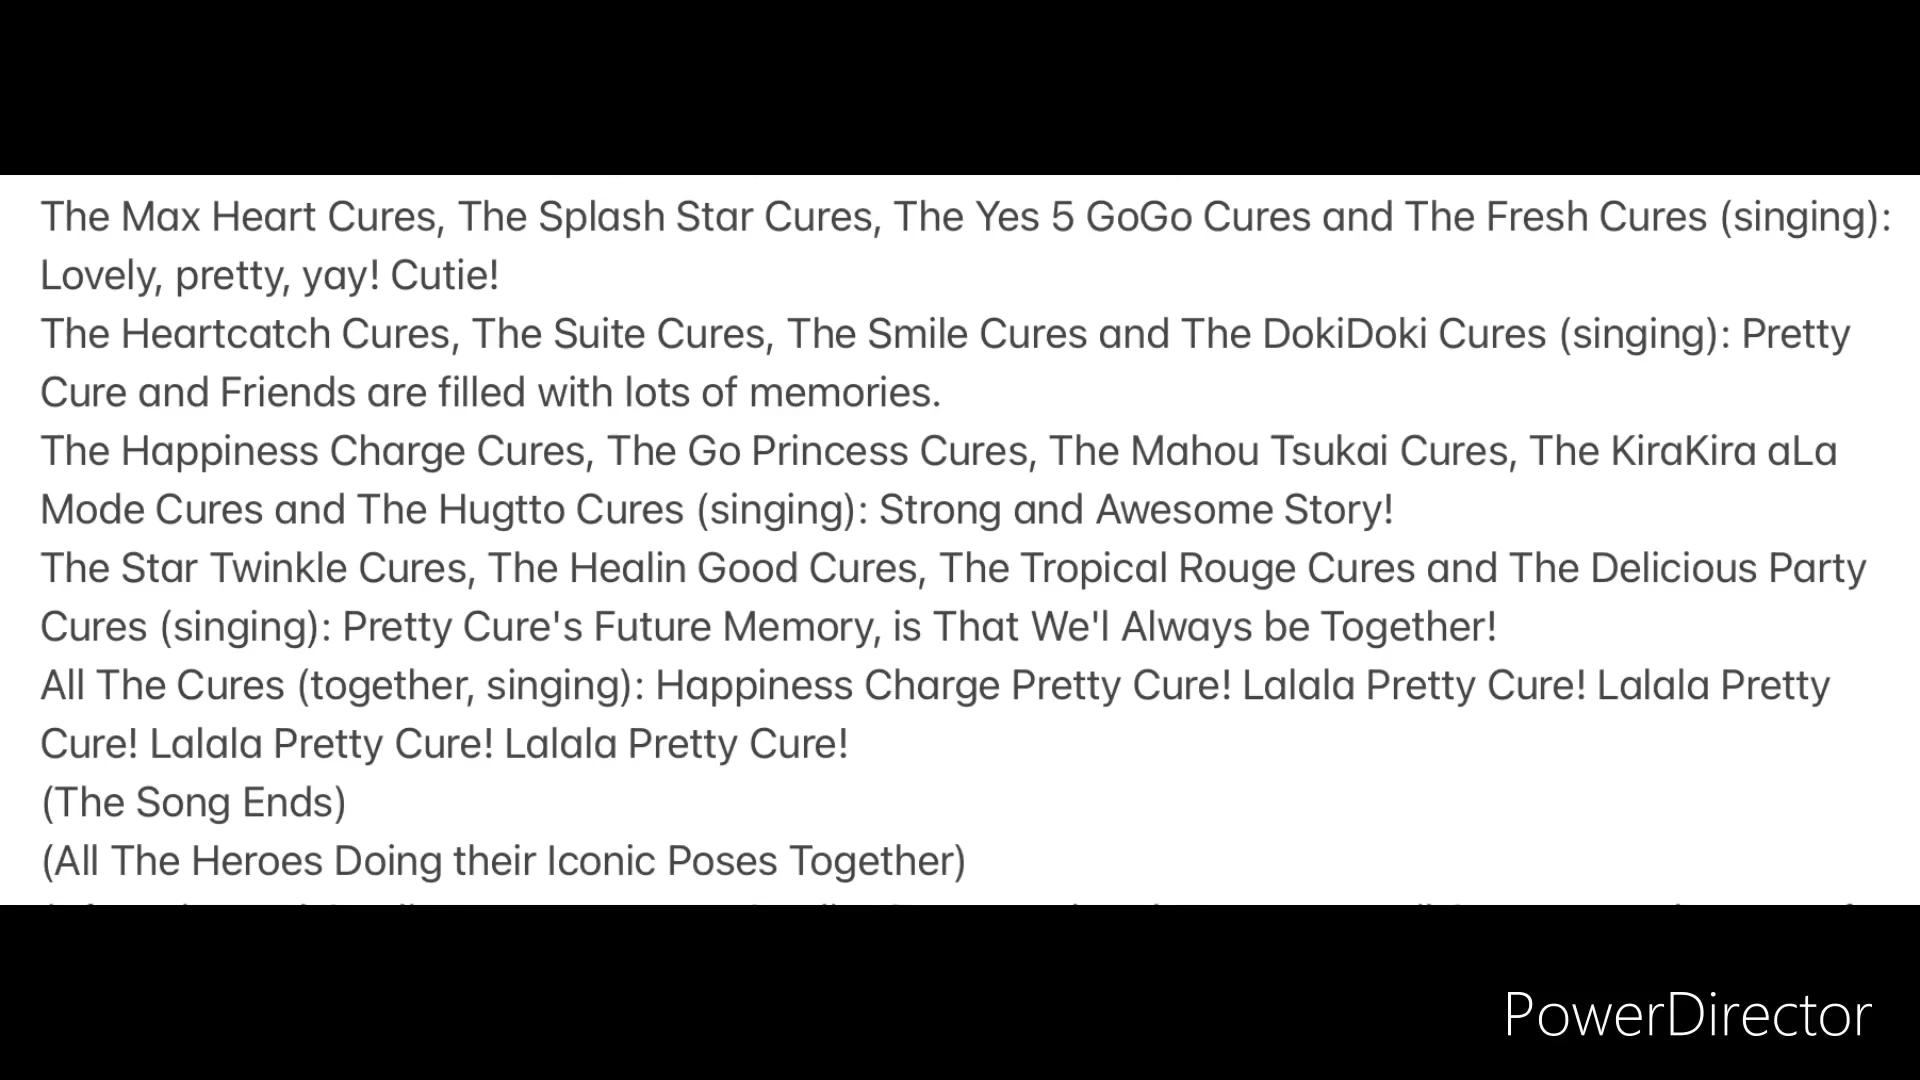 The Max Heart Cures, The Splash Star Cures, The Yes 5 GoGo Cures and The Fresh Cures (singing):
Lovely, pretty, yay! Cutie!
The Heartcatch Cures, The Suite Cures, The Smile Cures and The DokiDoki Cures (singing): Pretty
Cure and Friends are filled with lots of memories.
The Happiness Charge Cures, The Go Princess Cures, The Mahou Tsukai Cures, The KiraKira aLa
Mode Cures and The Hugtto Cures (singing): Strong and Awesome Story!
The Star Twinkle Cures, The Healin Good Cures, The Tropical Rouge Cures and The Delicious Party
Cures (singing): Pretty Cure's Future Memory, is That We'l Always be Together!
All The Cures (together, singing): Happiness Charge Pretty Cure! Lalala Pretty Cure! Lalala Pretty
Cure! Lalala Pretty Cure! Lalala Pretty Cure!
(The Song Ends)
(All The Heroes Doing their Iconic Poses Together)
PowerDirector